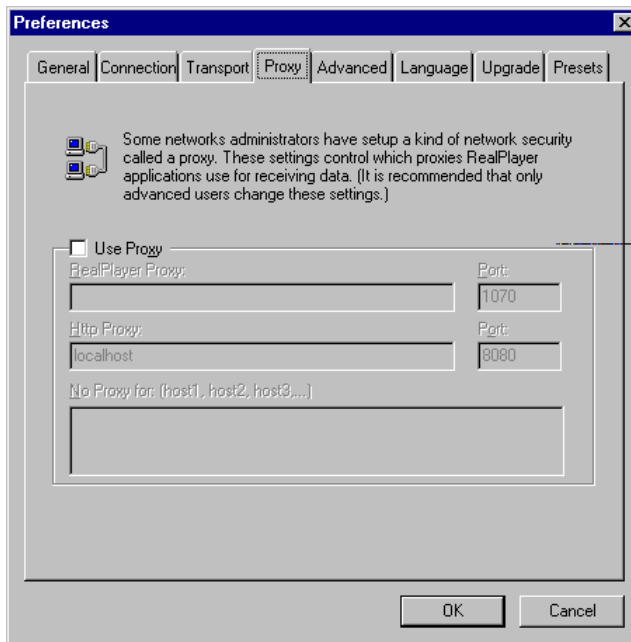 Preferences
General Connection Transport Proxy Advanced Language Upgrade Presets
Some networks administrators have setup a kind of network security
called a proxy. These settings control which proxies RealPlayer
applications use for receiving data. (It is recommended that only
advanced users change these settings.)
Use Proxy
RealPlayer Proxy: Port:
1070
Http Proxy: Port:
localhost 8080
No Proxy for: (host1, host2, host3,...)
OK Cancel